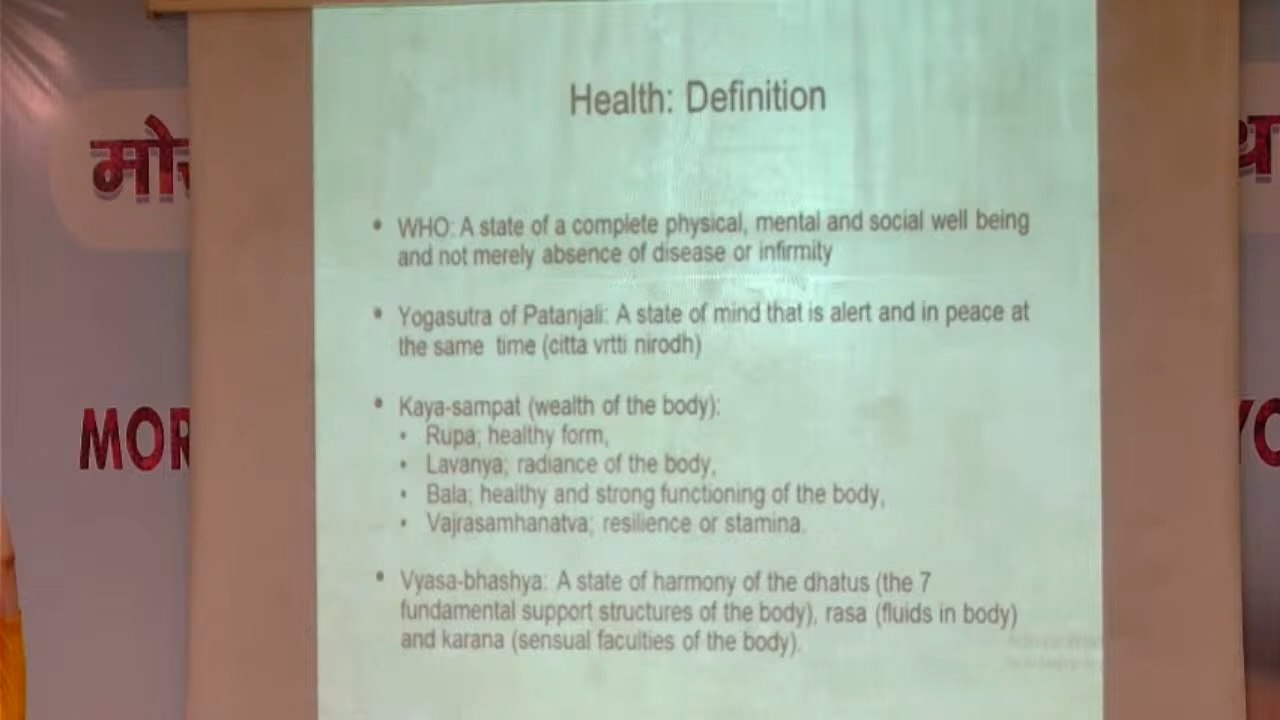 Health: Definition
मो
MOR
YO
• WHO: A state of a complete physical, mental and social well being
and not merely absence of disease or infirmity
• Yogasutra of Patanjali: A state of mind that is alert and in peace at
the same time (citta vrtti nirodh)
• Kaya-sampat (wealth of the body):
• Rupa; healthy form,
• Lavanya; radiance of the body,
• Bala; healthy and strong functioning of the body,
• Vajrasamhanatva; resilience or stamina.
• Vyasa-bhashya: A state of harmony of the dhatus (the 7
fundamental support structures of the body), rasa (fluids in body)
and karana (sensual faculties of the body).